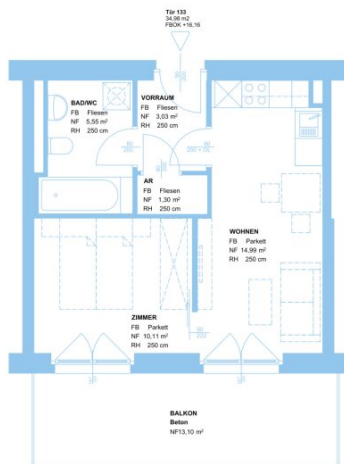 Tür 133
34,98 m2
FBOK +16,16
BAD/WC
FB Fliesen
NF 5,55 m²
RH 250 cm
VORRAUM
FB Fliesen
NF 3,03 m²
RH 250 cm
AR
FB Fliesen
NF 1,30 m²
RH 250 cm
WOHNEN
FB Parkett
NF 14,99 m²
RH 250 cm
ZIMMER
FB Parkett
NF 10,11 m²
RH 250 cm
BALKON
Beton
NF13,10 m²